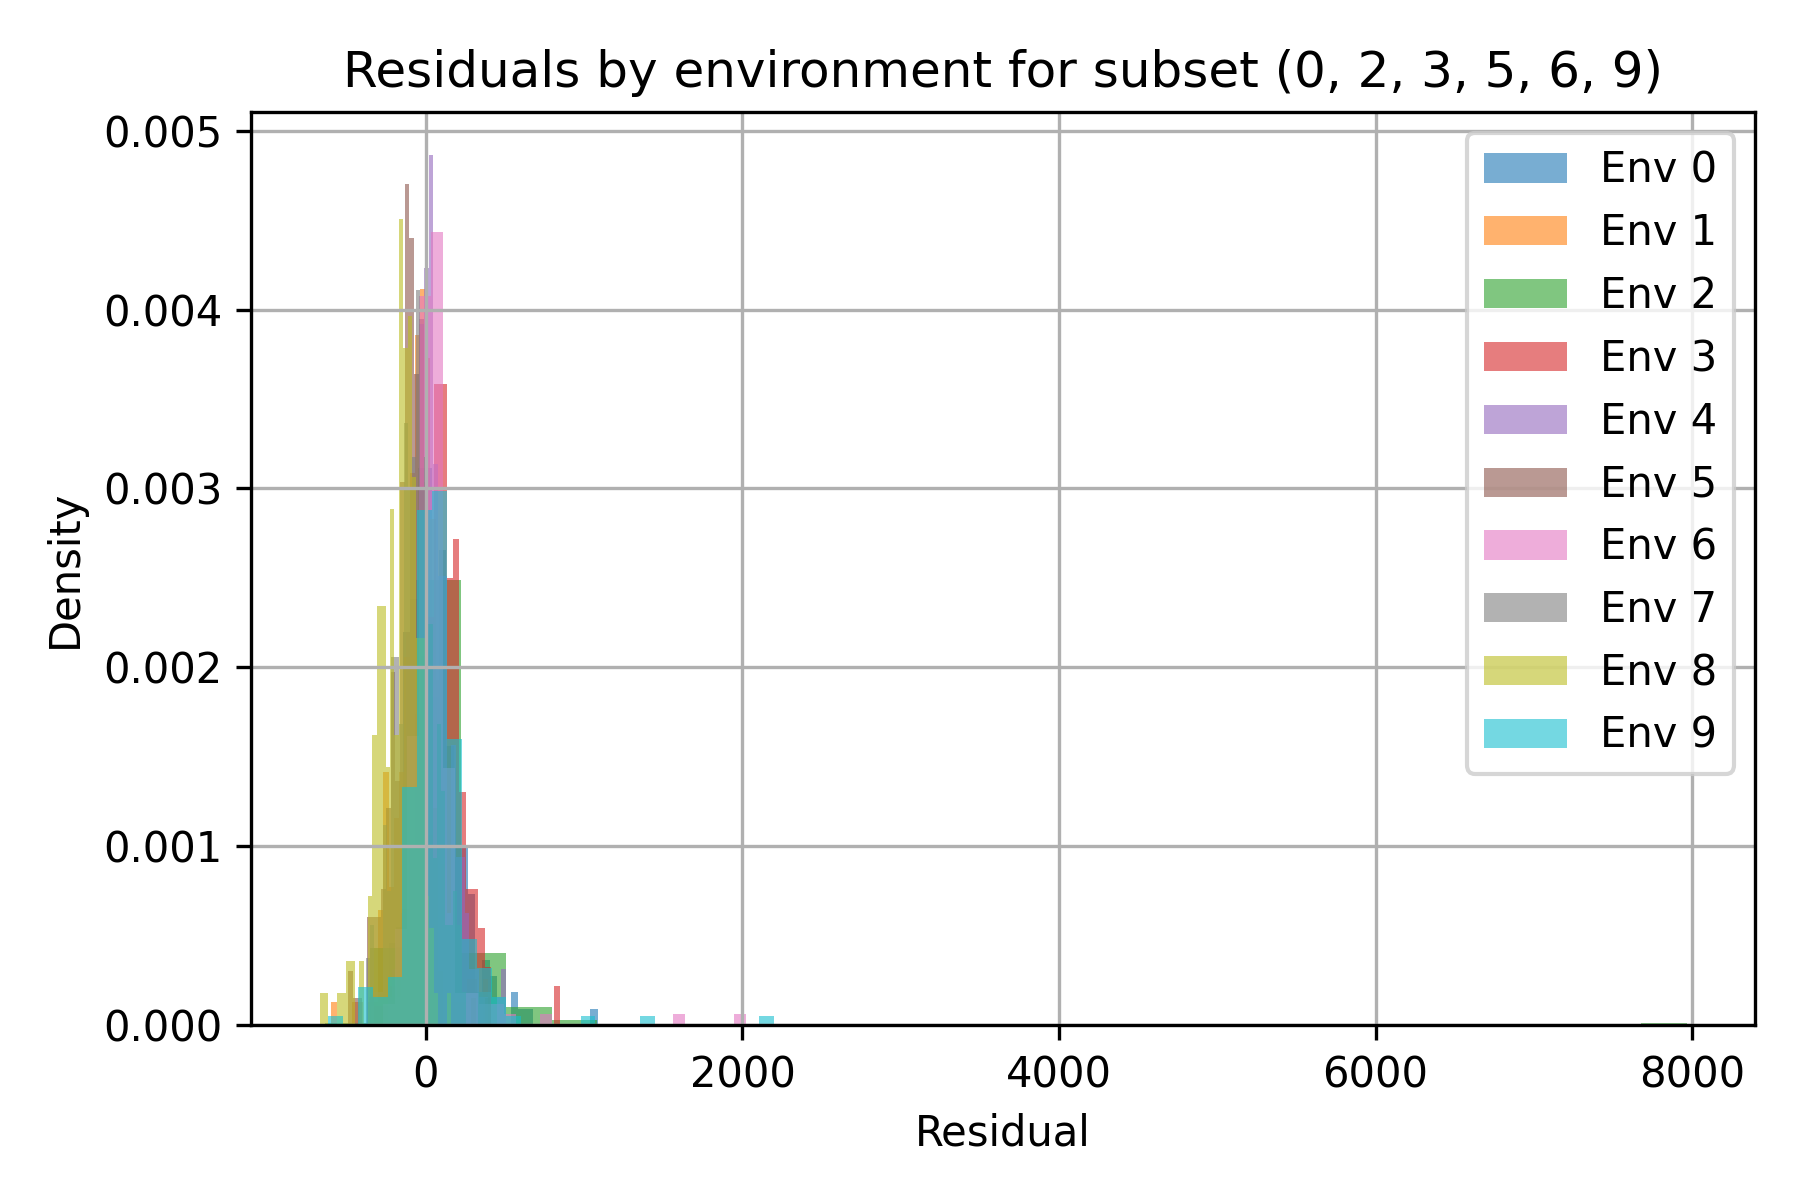 Residuals by environment for subset (0, 2, 3, 5, 6, 9)
0.005
0.004
0.003
0.002
0.001
0.000
Density
0
2000
4000
6000
8000
Residual
Env 0
Env 1
Env 2
Env 3
Env 4
Env 5
Env 6
Env 7
Env 8
Env 9